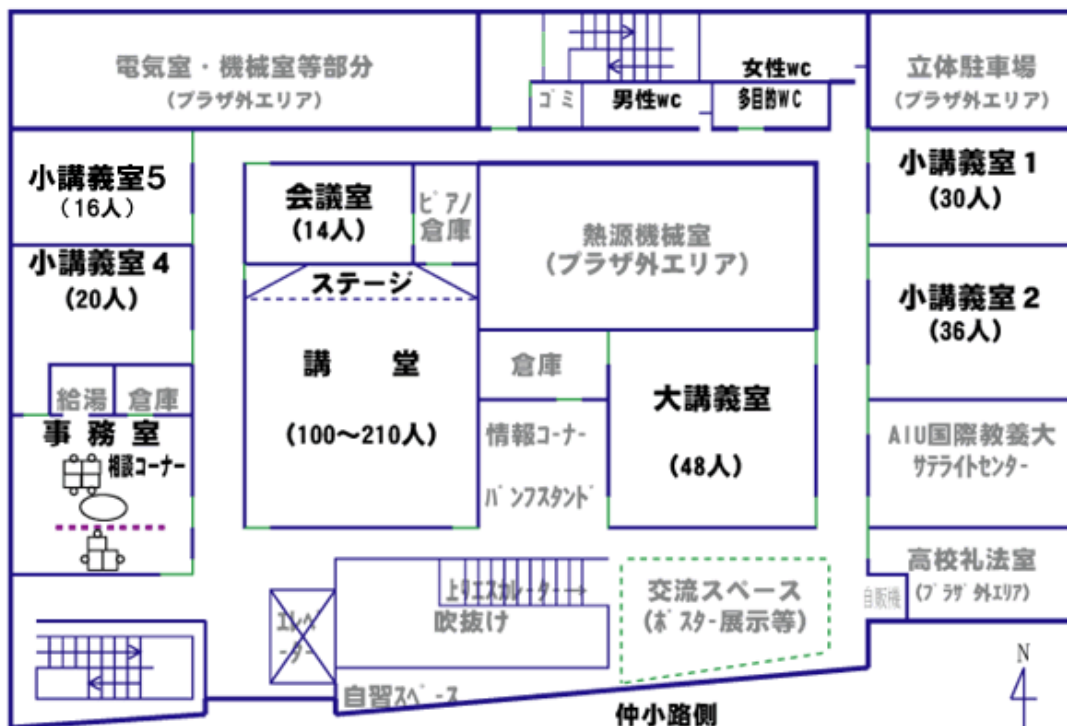 電気室・機械室等部分
(プラザ外エリア)
女性wc
立体駐車場
(プラザ外エリア)
ゴミ
男性wc
多目的WC
小講義室5
(16人)
会議室
(14人)
ピアノ
倉庫
熱源機械室
(プラザ外エリア)
小講義室1
(30人)
小講義室4
(20人)
ステージ
小講義室2
(36人)
講 堂
(100～210人)
倉庫
大講義室
(48人)
給湯
倉庫
事務室
相談コーナー
情報コーナー
パンフスタンド
AIU国際教養大
サテライトセンター
高校礼法室
(プラザ外エリア)
自販機
上りエスカレーター→
吹抜け
交流スペース
(ポスター展示等)
エレベ
ーター
自習スペース
仲小路側
N